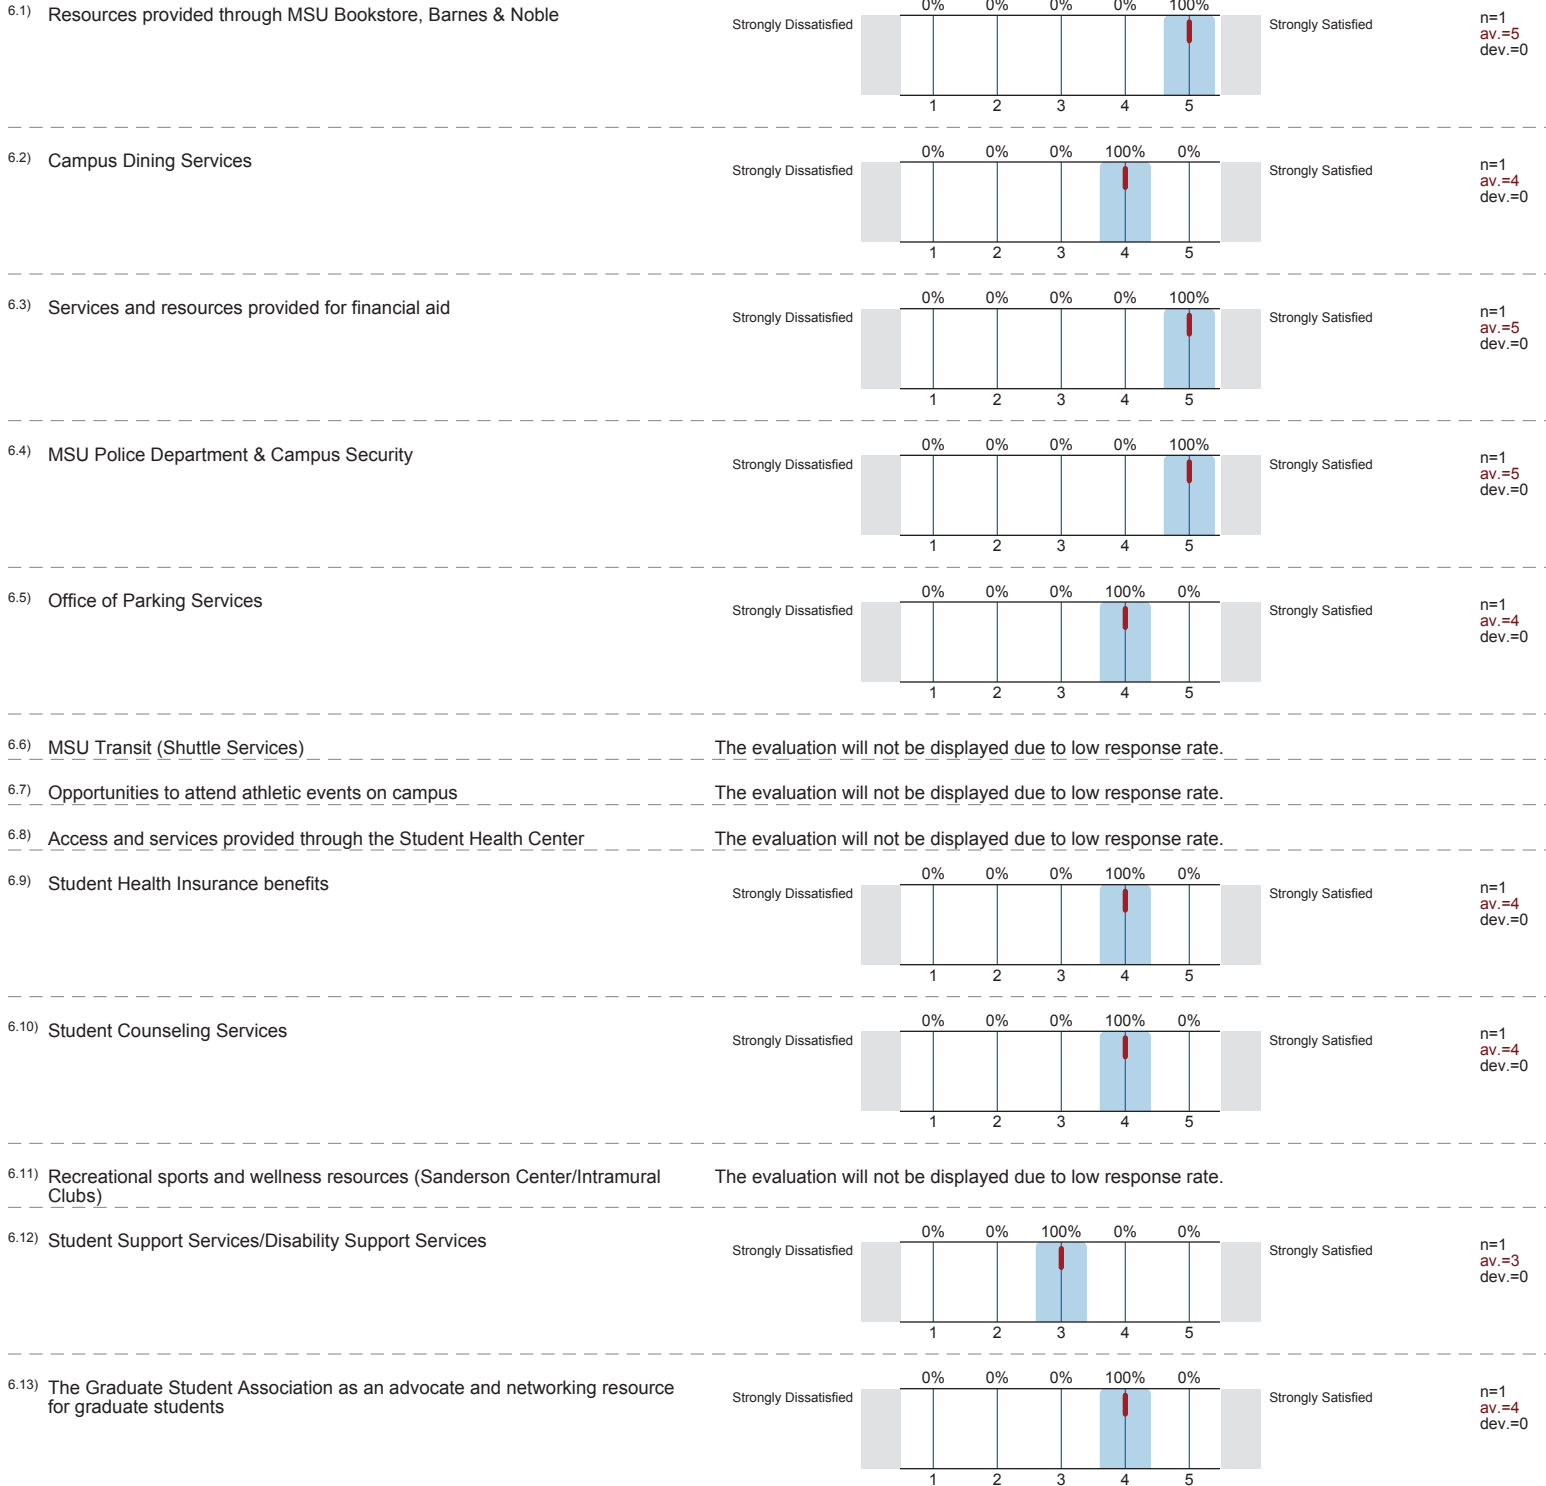 6.1) Resources provided through MSU Bookstore, Barnes & Noble
0% 0% 0% 0% 100%
Strongly Dissatisfied Strongly Satisfied
n=1
av.=5
dev.=0
1 2 3 4 5
6.2) Campus Dining Services
0% 0% 0% 100% 0%
Strongly Dissatisfied Strongly Satisfied
n=1
av.=4
dev.=0
1 2 3 4 5
6.3) Services and resources provided for financial aid
0% 0% 0% 0% 100%
Strongly Dissatisfied Strongly Satisfied
n=1
av.=5
dev.=0
1 2 3 4 5
6.4) MSU Police Department & Campus Security
0% 0% 0% 0% 100%
Strongly Dissatisfied Strongly Satisfied
n=1
av.=5
dev.=0
1 2 3 4 5
6.5) Office of Parking Services
0% 0% 0% 100% 0%
Strongly Dissatisfied Strongly Satisfied
n=1
av.=4
dev.=0
1 2 3 4 5
6.6) MSU Transit (Shuttle Services) The evaluation will not be displayed due to low response rate.
6.7) Opportunities to attend athletic events on campus The evaluation will not be displayed due to low response rate.
6.8) Access and services provided through the Student Health Center The evaluation will not be displayed due to low response rate.
6.9) Student Health Insurance benefits
0% 0% 0% 100% 0%
Strongly Dissatisfied Strongly Satisfied
n=1
av.=4
dev.=0
1 2 3 4 5
6.10) Student Counseling Services
0% 0% 0% 100% 0%
Strongly Dissatisfied Strongly Satisfied
n=1
av.=4
dev.=0
1 2 3 4 5
6.11) Recreational sports and wellness resources (Sanderson Center/Intramural The evaluation will not be displayed due to low response rate.
Clubs)
6.12) Student Support Services/Disability Support Services
0% 0% 100% 0% 0%
Strongly Dissatisfied Strongly Satisfied
n=1
av.=3
dev.=0
1 2 3 4 5
6.13) The Graduate Student Association as an advocate and networking resource
for graduate students
0% 0% 0% 100% 0%
Strongly Dissatisfied Strongly Satisfied
n=1
av.=4
dev.=0
1 2 3 4 5